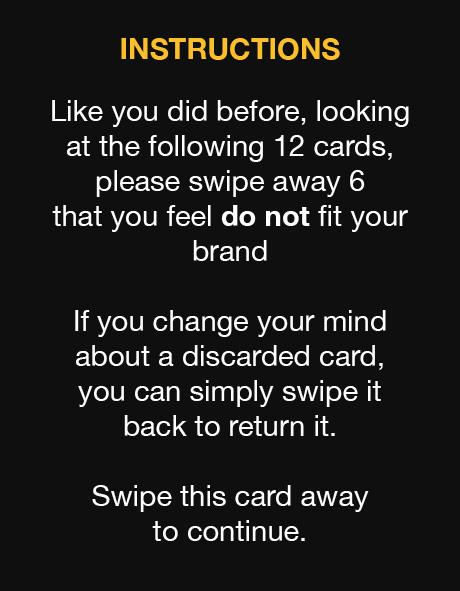 INSTRUCTIONS
Like you did before, looking
at the following 12 cards,
please swipe away 6
that you feel do not fit your
brand
If you change your mind
about a discarded card,
you can simply swipe it
back to return it.
Swipe this card away
to continue.